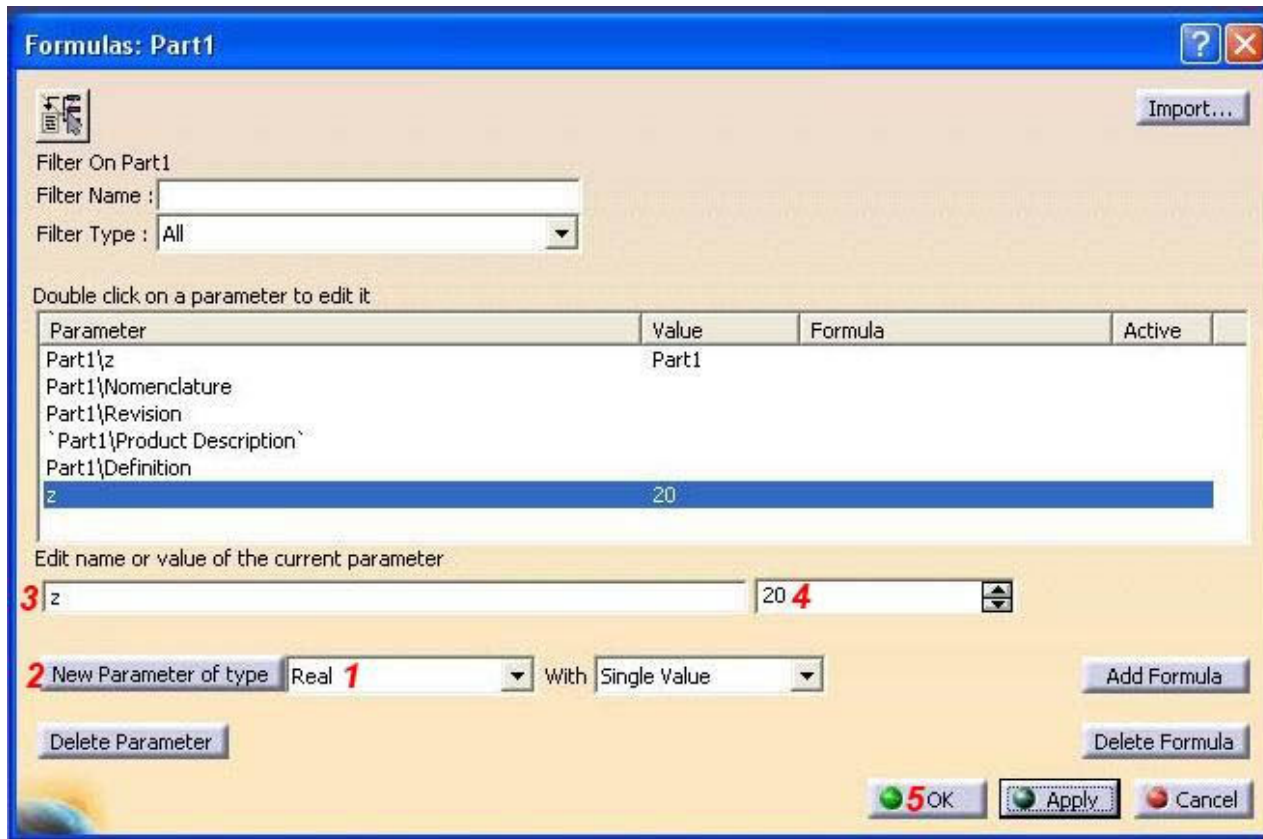 Formulas: Part1
Import...
Filter On Part1
Filter Name :
Filter Type : All
Double click on a parameter to edit it
Parameter Value Formula Active
Part1\z Part1
Part1\Nomenclature
Part1\Revision
`Part1\Product Description`
Part1\Definition
z 20
Edit name or value of the current parameter
3 z 20 4
2 New Parameter of type Real 1 With Single Value Add Formula
Delete Parameter Delete Formula
5 OK Apply Cancel